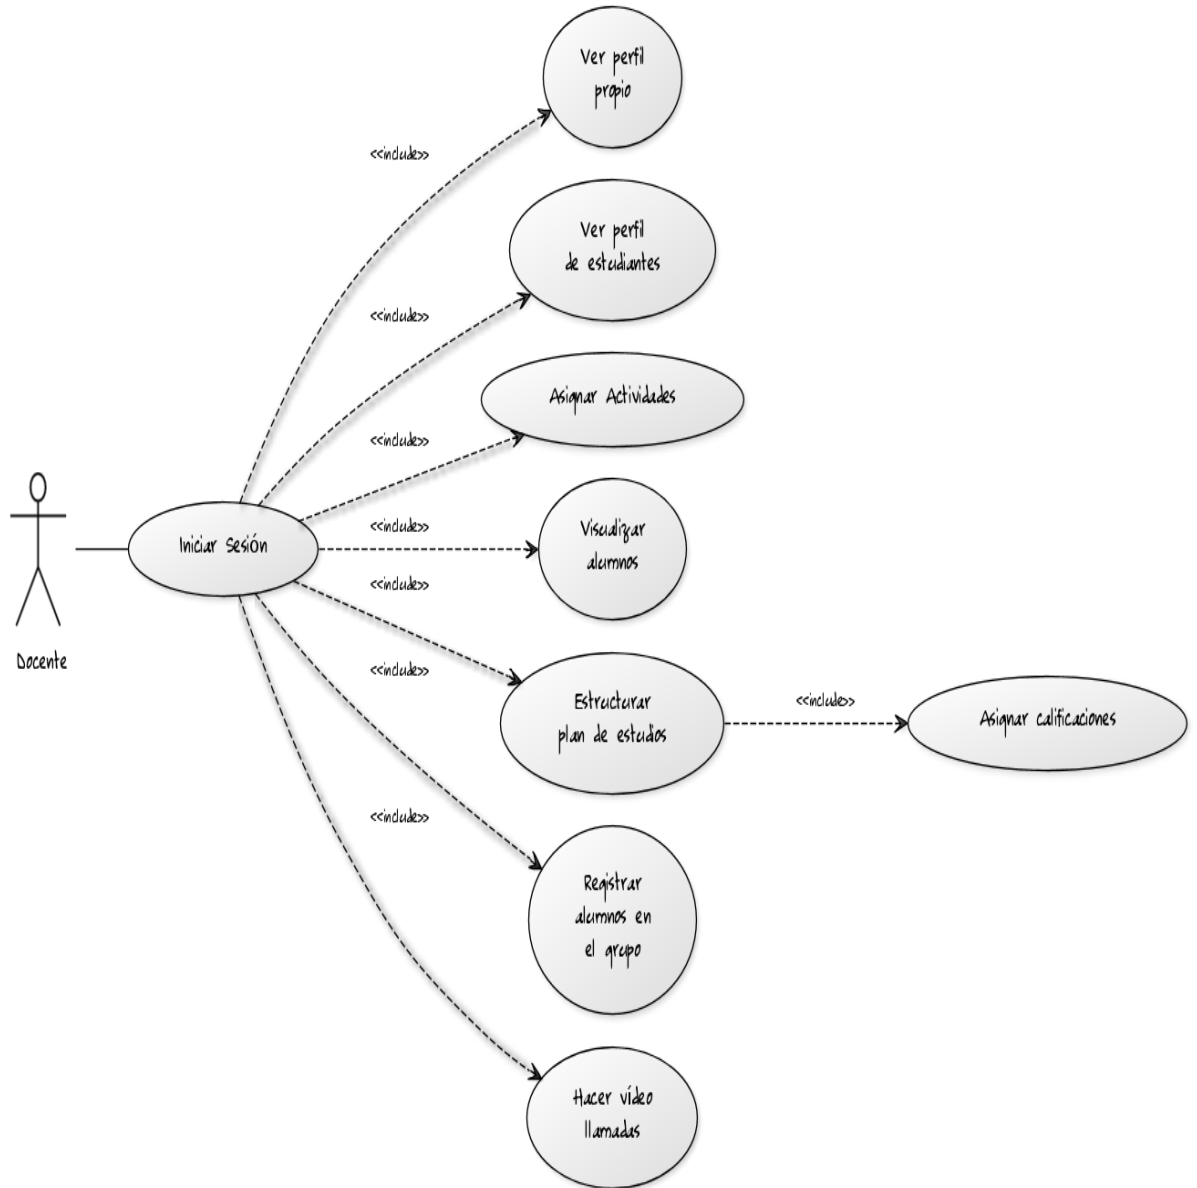 Ver perfil
propio
<<include>>
Ver perfil
de estudiantes
<<include>>
Asignar Actividades
<<include>>
Visualizar
alumnos
<<include>>
Iniciar Sesión
<<include>>
Docente
Estructurar
plan de estudios
<<include>>
<<include>>
Asignar calificaciones
<<include>>
Registrar
alumnos en
el grupo
Hacer vídeo
llamadas